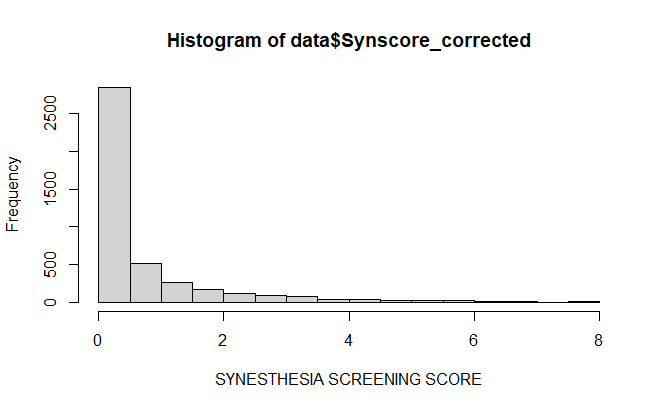 Histogram of data$Synscore_corrected
Frequency
2500
1500
500
0
0 2 4 6 8
SYNESTHESIA SCREENING SCORE